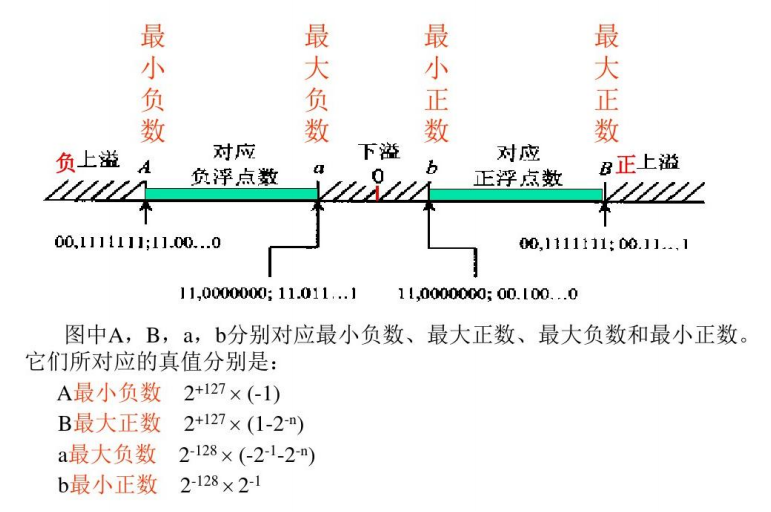 最小负数 最大负数 最小正数 最大正数
负上溢 A 对应 负浮点数 a 下溢 0 b 对应 正浮点数 B 正上溢
00,1111111;11.00...0 00,1111111;00.11...1
11,0000000;11.011...1 11,0000000;00.100...0
图中A,B,a,b分别对应最小负数、最大正数、最大负数和最小正数。
它们所对应的真值分别是:
A最小负数 2⁺¹²⁷×(-1)
B最大正数 2⁺¹²⁷×(1-2⁻ⁿ)
a最大负数 2⁻¹²⁸×(-2⁻¹-2⁻ⁿ)
b最小正数 2⁻¹²⁸×2⁻¹